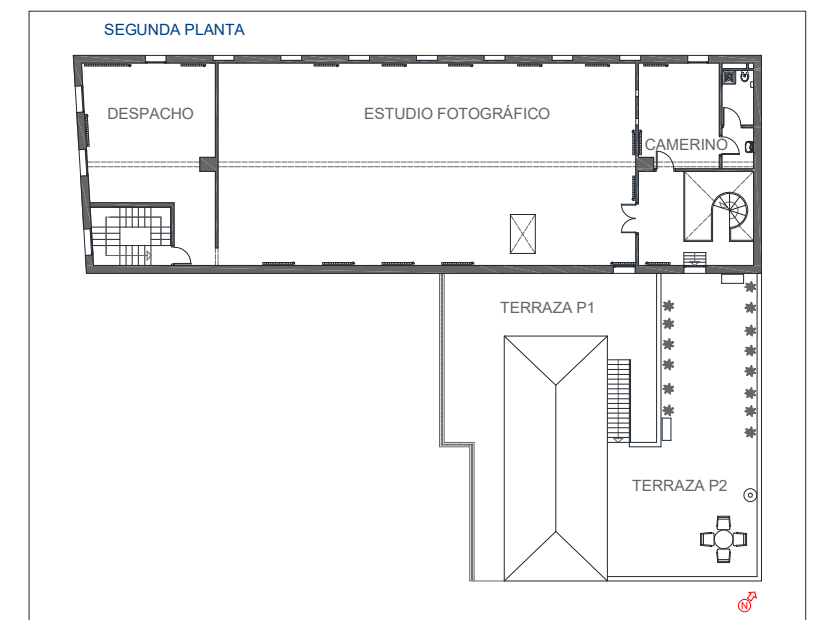 SEGUNDA PLANTA
DESPACHO
ESTUDIO FOTOGRÁFICO
CAMERINO
TERRAZA P1
TERRAZA P2
N